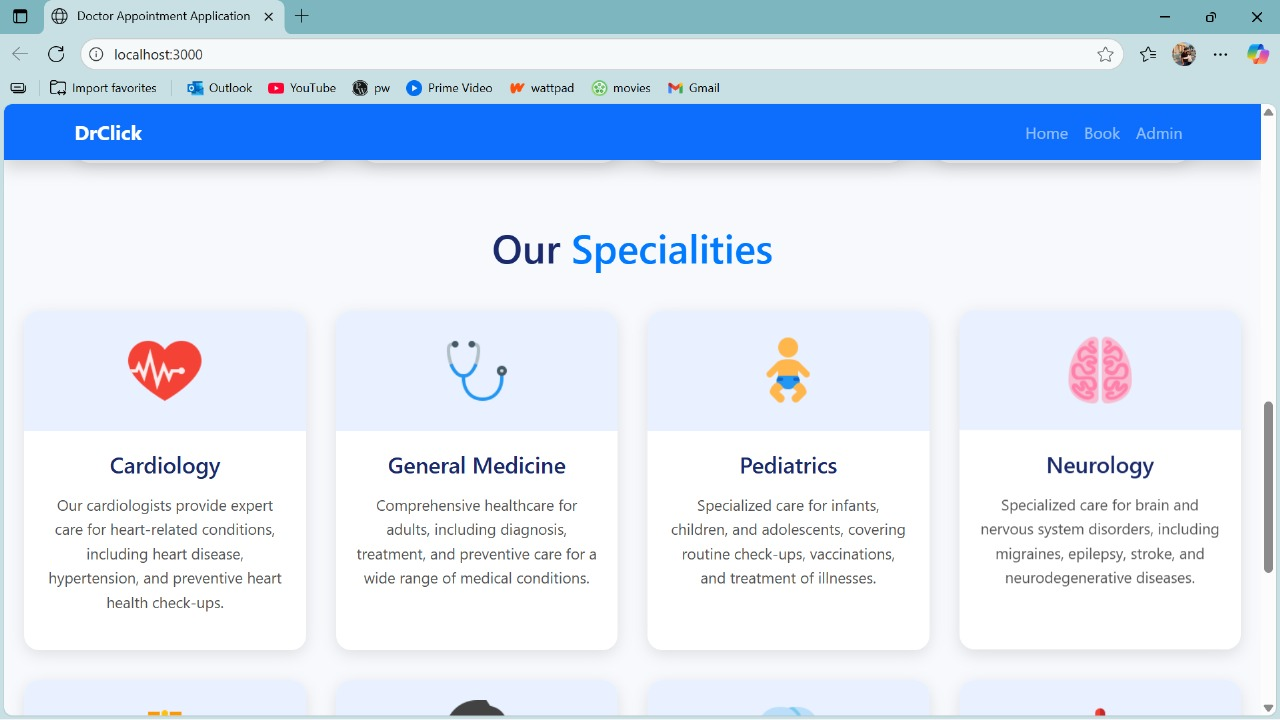 Doctor Appointment Application
localhost:3000
Import favorites
Outlook
YouTube
pw
Prime Video
wattpad
movies
Gmail
DrClick
Home
Book
Admin
Our Specialities
Cardiology
Our cardiologists provide expert
care for heart-related conditions,
including heart disease,
hypertension, and preventive heart
health check-ups.
General Medicine
Comprehensive healthcare for
adults, including diagnosis,
treatment, and preventive care for a
wide range of medical conditions.
Pediatrics
Specialized care for infants,
children, and adolescents, covering
routine check-ups, vaccinations,
and treatment of illnesses.
Neurology
Specialized care for brain and
nervous system disorders, including
migraines, epilepsy, stroke, and
neurodegenerative diseases.